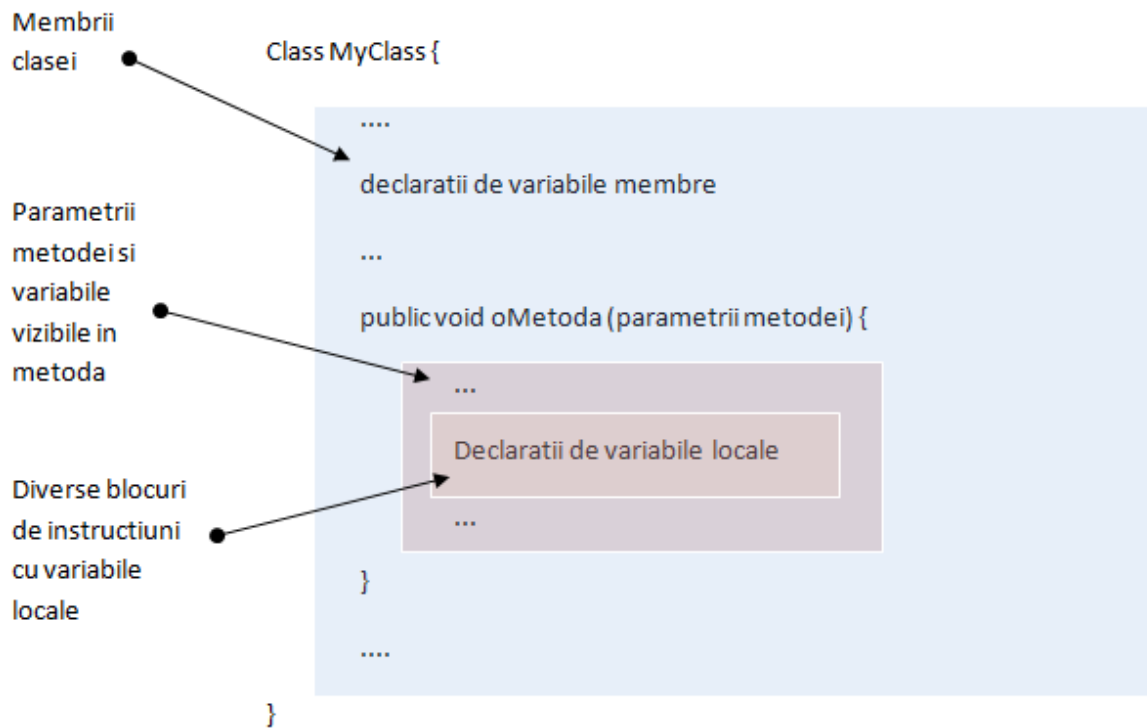 Membrii
clasei
Class MyClass {
....
declaratii de variabile membre
...
Parametrii
metodei si
variabile
vizibile in
metoda
public void oMetoda (parametrii metodei) {
...
Declaratii de variabile locale
...
Diverse blocuri
de instructiuni
cu variabile
locale
}
....
}